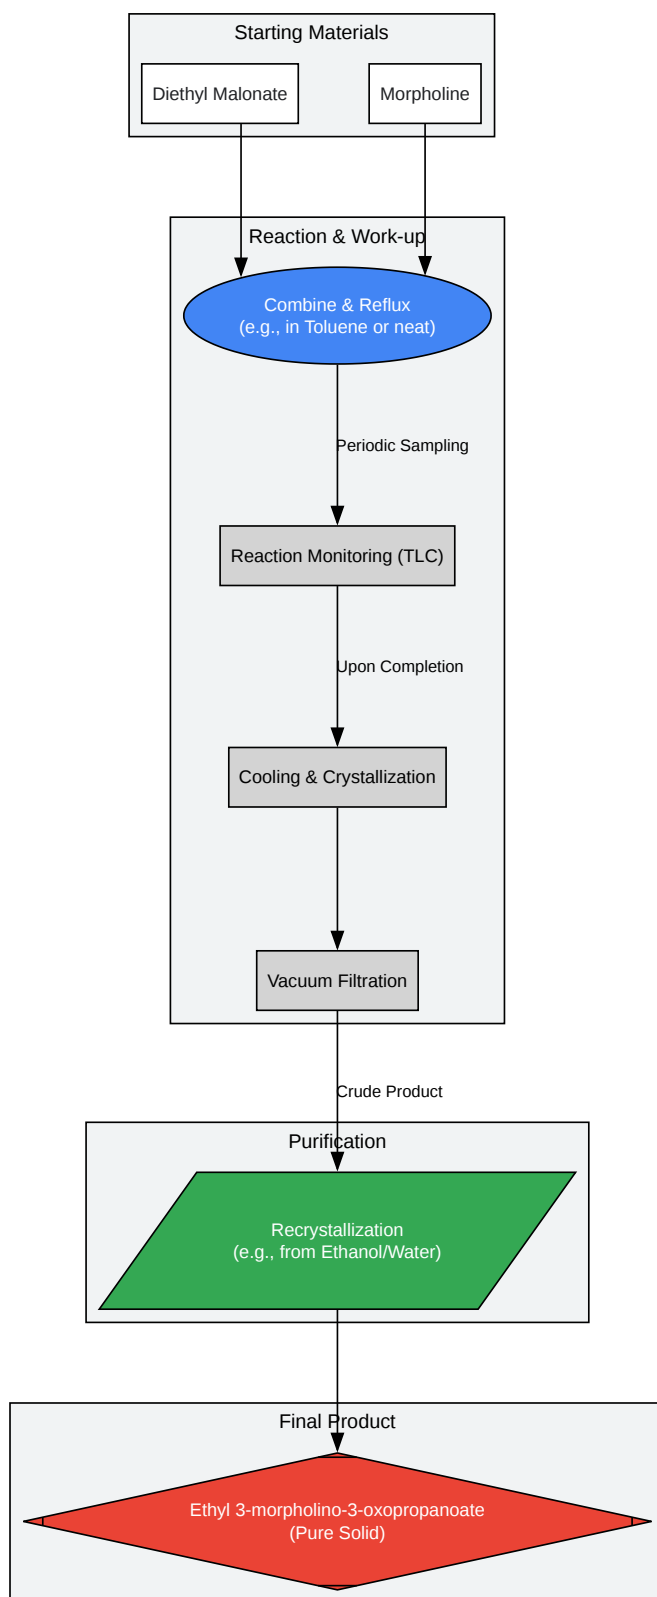 Starting Materials
Diethyl Malonate
Morpholine
Reaction & Work-up
Combine & Reflux
(e.g., in Toluene or neat)
Periodic Sampling
Reaction Monitoring (TLC)
Upon Completion
Cooling & Crystallization
Vacuum Filtration
Crude Product
Purification
Recrystallization
(e.g., from Ethanol/Water)
Final Product
Ethyl 3-morpholino-3-oxopropanoate
(Pure Solid)